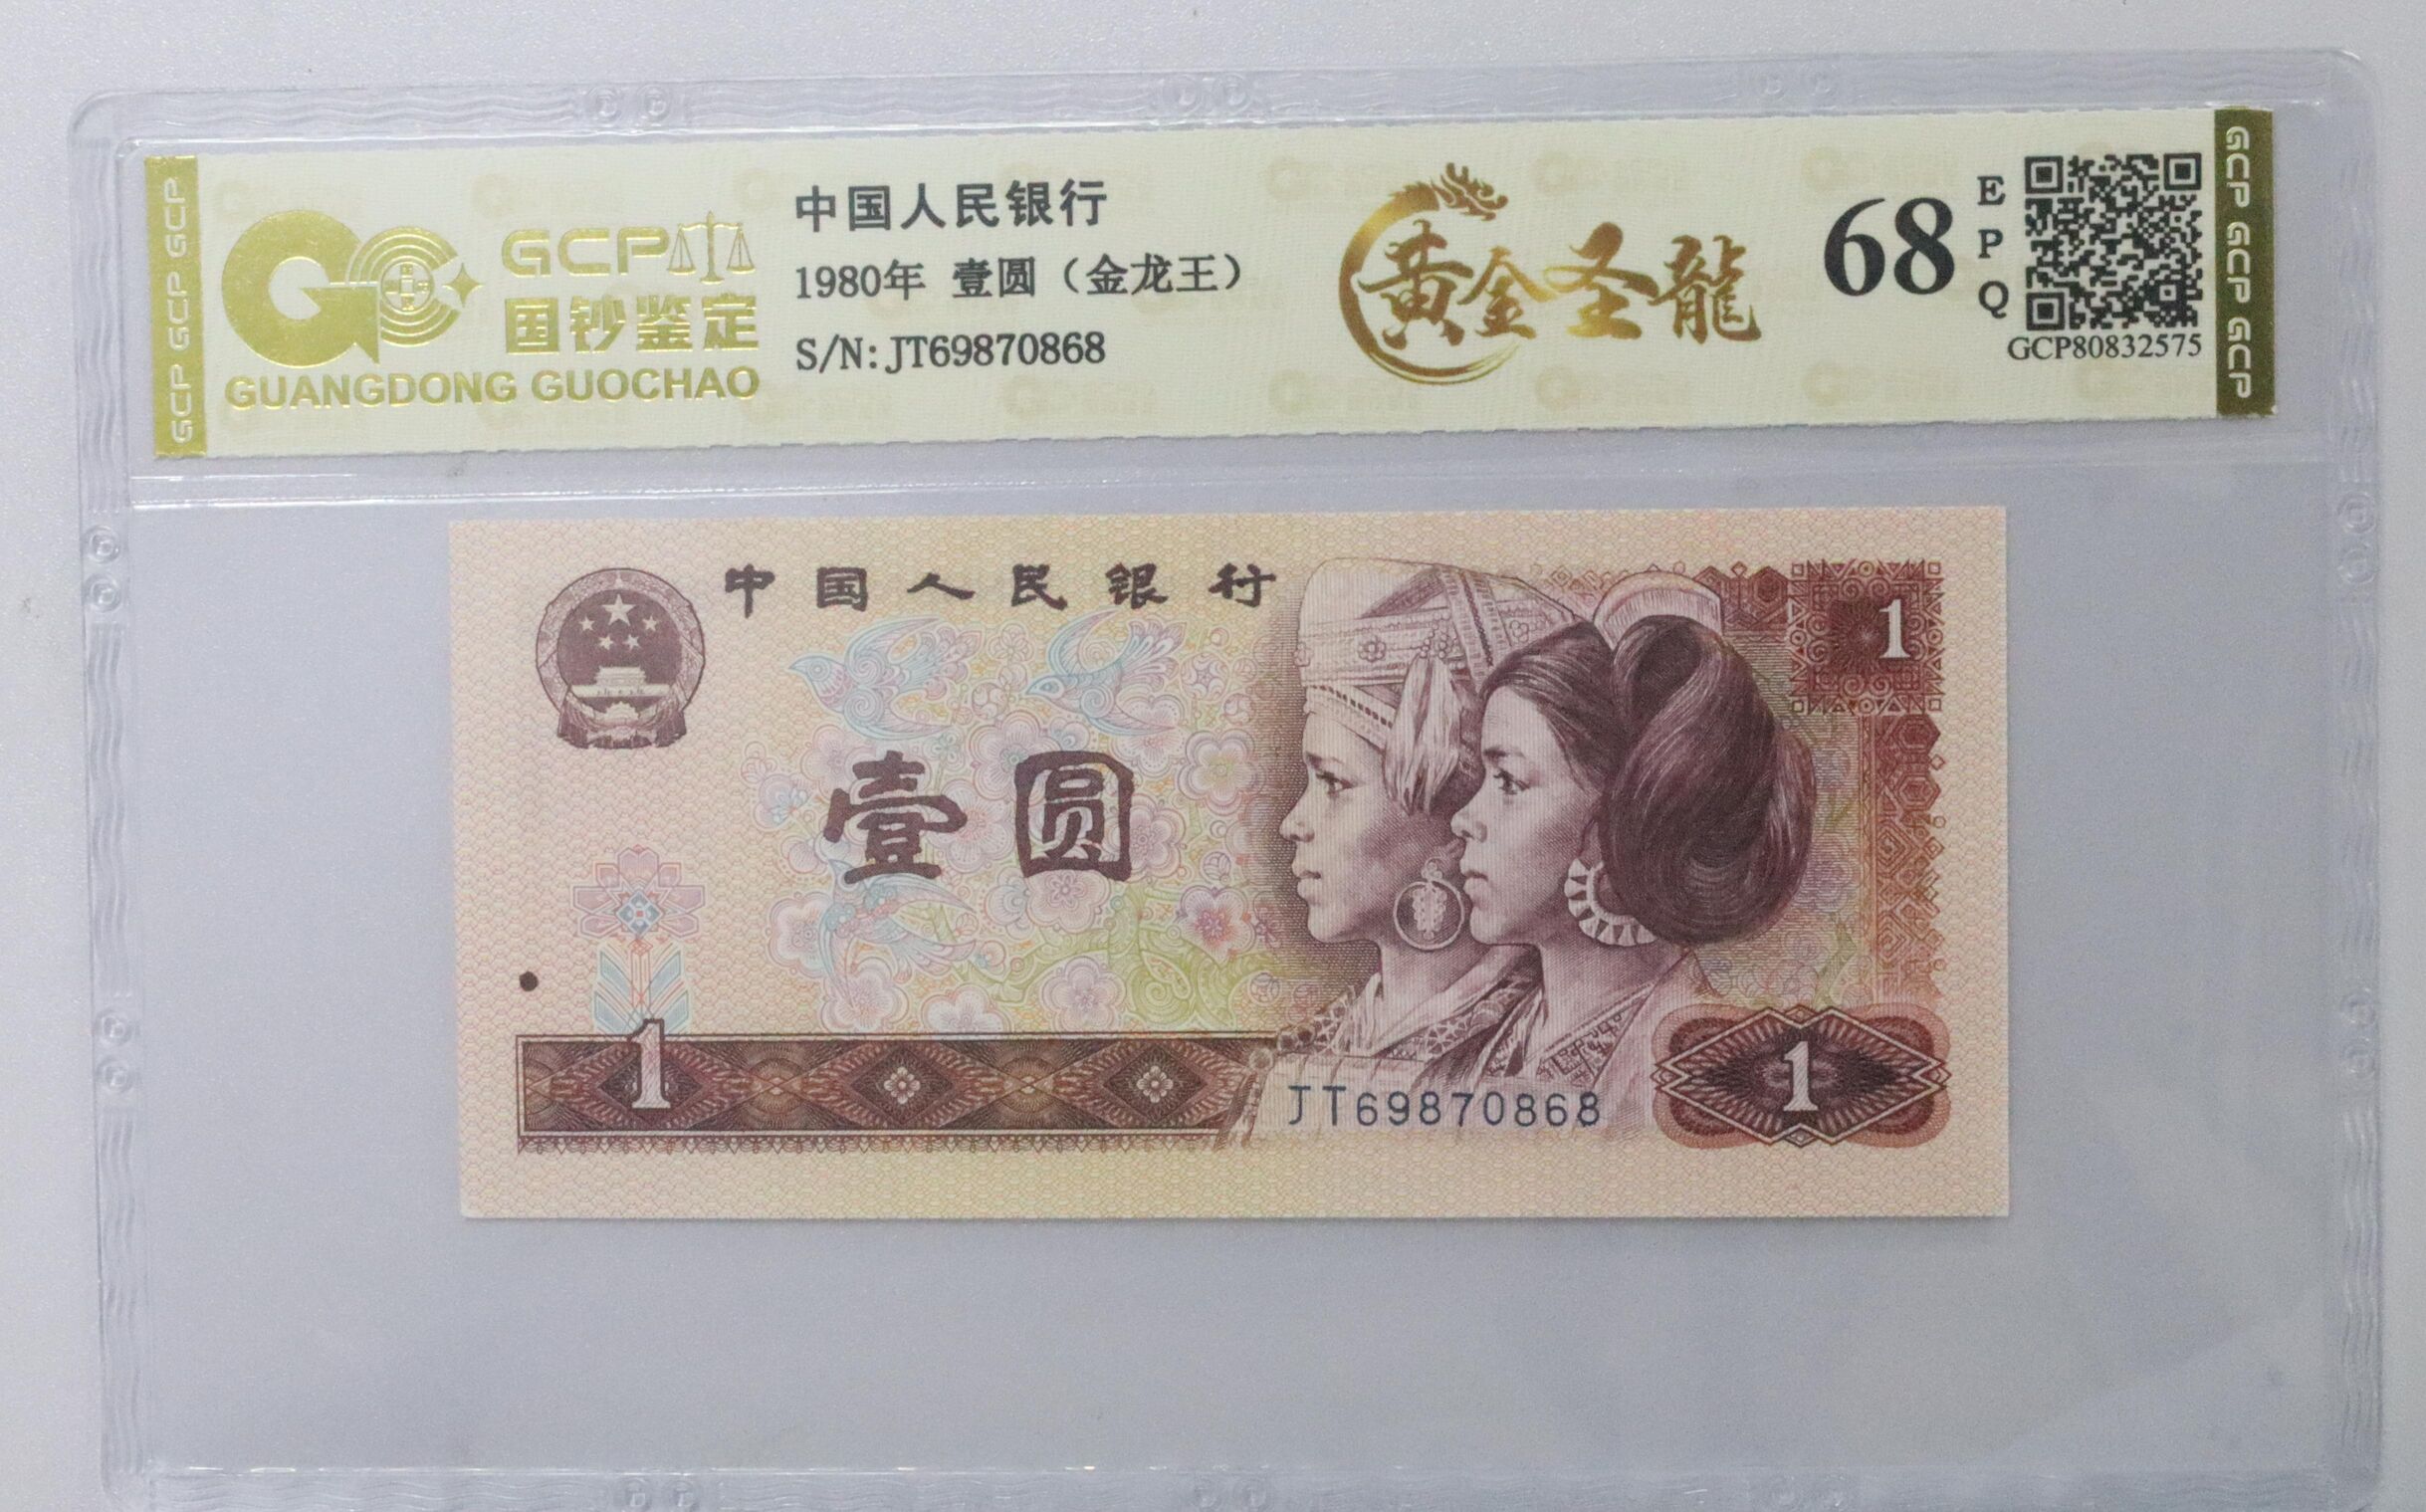 GCP GCP GCP
GCP
国钞鉴定
GUANGDONG GUOCHAO
中国人民银行
1980年 壹圆（金龙王）
S/N:JT69870868
黄金圣龍
68
E
P
Q
GCP80832575
GCP GCP GCP
中国人民银行
1
壹圆
1
JT69870868
1